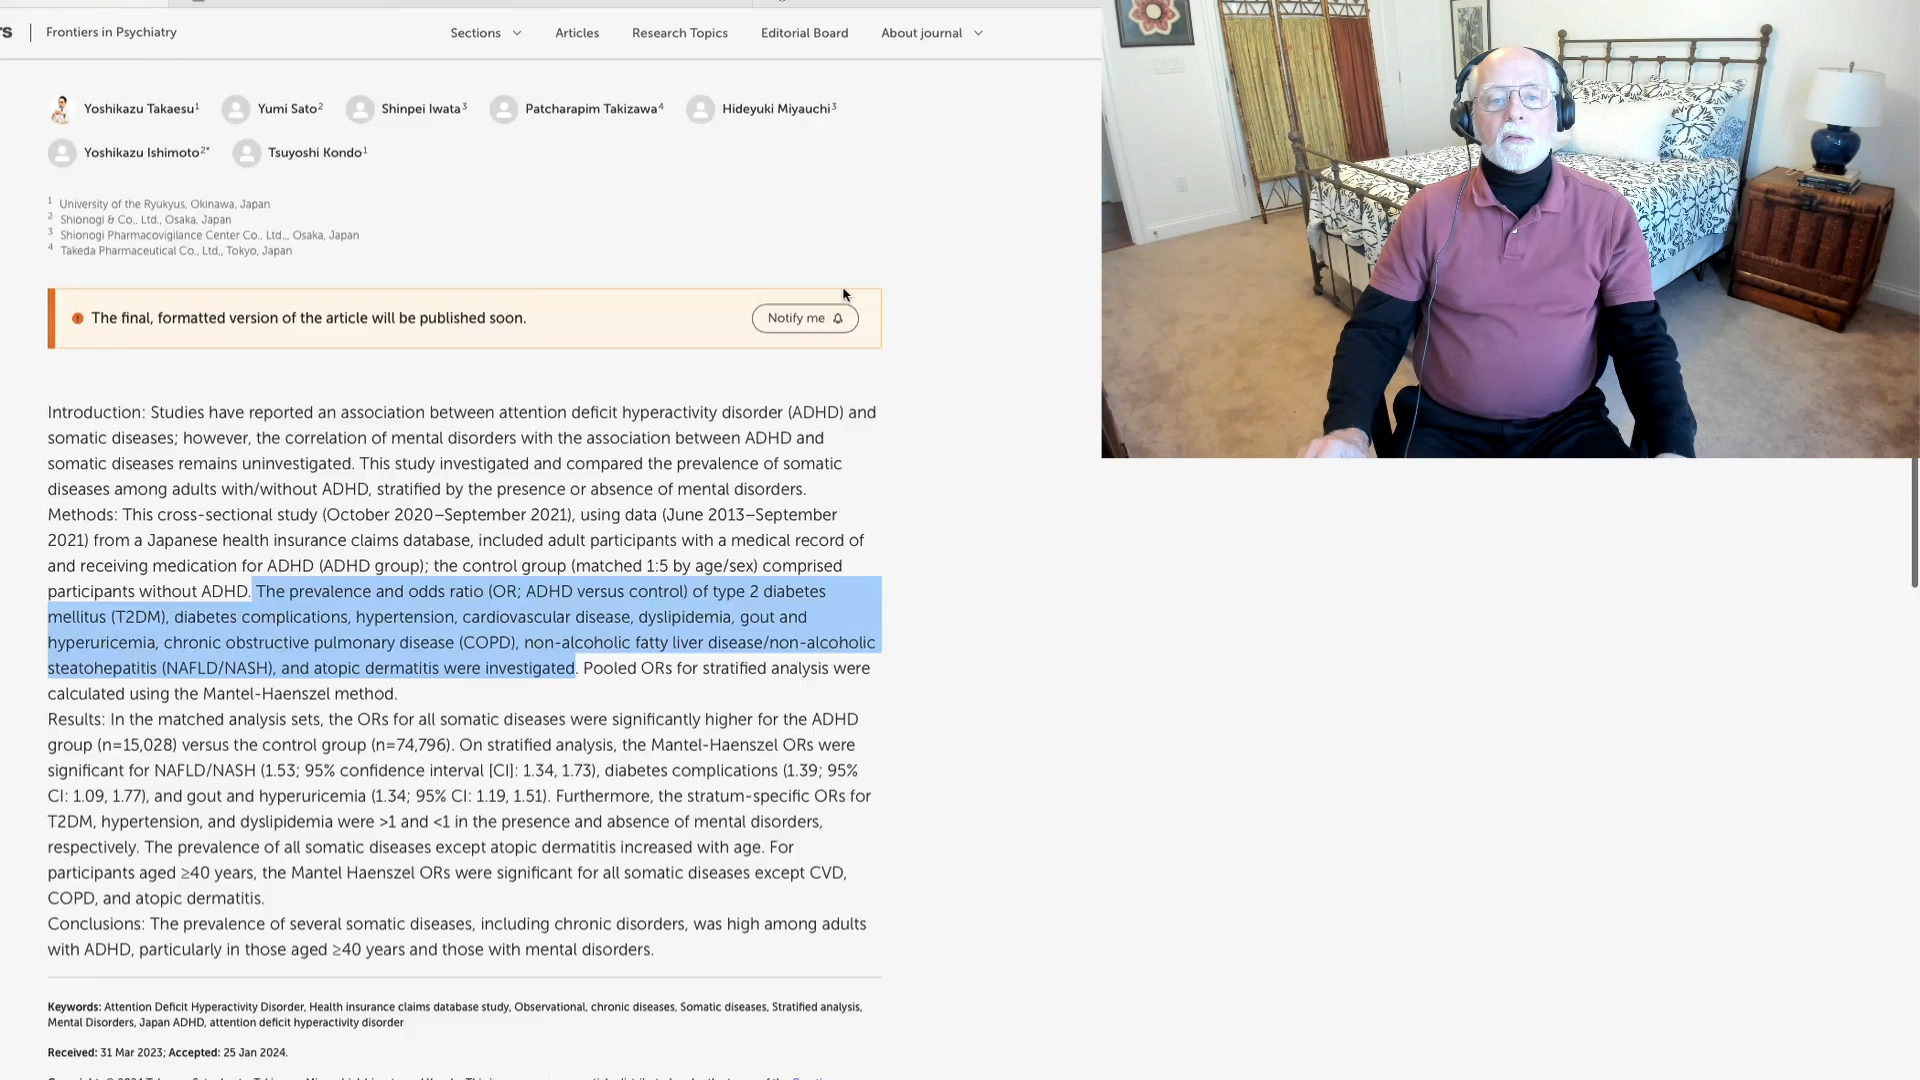 Frontiers in Psychiatry Sections Articles Research Topics Editorial Board About journal
Yoshikazu Takaesu1 Yumi Sato2 Shinpei Iwata3 Patcharapim Takizawa4 Hideyuki Miyauchi3
Yoshikazu Ishimoto2* Tsuyoshi Kondo1
1 University of the Ryukyus, Okinawa, Japan
2 Shionogi & Co., Ltd., Osaka, Japan
3 Shionogi Pharmacovigilance Center Co., Ltd.,, Osaka, Japan
4 Takeda Pharmaceutical Co., Ltd,, Tokyo, Japan
The final, formatted version of the article will be published soon. Notify me
Introduction: Studies have reported an association between attention deficit hyperactivity disorder (ADHD) and
somatic diseases; however, the correlation of mental disorders with the association between ADHD and
somatic diseases remains uninvestigated. This study investigated and compared the prevalence of somatic
diseases among adults with/without ADHD, stratified by the presence or absence of mental disorders.
Methods: This cross-sectional study (October 2020–September 2021), using data (June 2013–September
2021) from a Japanese health insurance claims database, included adult participants with a medical record of
and receiving medication for ADHD (ADHD group); the control group (matched 1:5 by age/sex) comprised
participants without ADHD. The prevalence and odds ratio (OR; ADHD versus control) of type 2 diabetes
mellitus (T2DM), diabetes complications, hypertension, cardiovascular disease, dyslipidemia, gout and
hyperuricemia, chronic obstructive pulmonary disease (COPD), non-alcoholic fatty liver disease/non-alcoholic
steatohepatitis (NAFLD/NASH), and atopic dermatitis were investigated. Pooled ORs for stratified analysis were
calculated using the Mantel-Haenszel method.
Results: In the matched analysis sets, the ORs for all somatic diseases were significantly higher for the ADHD
group (n=15,028) versus the control group (n=74,796). On stratified analysis, the Mantel-Haenszel ORs were
significant for NAFLD/NASH (1.53; 95% confidence interval [CI]: 1.34, 1.73), diabetes complications (1.39; 95%
CI: 1.09, 1.77), and gout and hyperuricemia (1.34; 95% CI: 1.19, 1.51). Furthermore, the stratum-specific ORs for
T2DM, hypertension, and dyslipidemia were >1 and <1 in the presence and absence of mental disorders,
respectively. The prevalence of all somatic diseases except atopic dermatitis increased with age. For
participants aged ≥40 years, the Mantel Haenszel ORs were significant for all somatic diseases except CVD,
COPD, and atopic dermatitis.
Conclusions: The prevalence of several somatic diseases, including chronic disorders, was high among adults
with ADHD, particularly in those aged ≥40 years and those with mental disorders.
Keywords: Attention Deficit Hyperactivity Disorder, Health insurance claims database study, Observational, chronic diseases, Somatic diseases, Stratified analysis,
Mental Disorders, Japan ADHD, attention deficit hyperactivity disorder
Received: 31 Mar 2023; Accepted: 25 Jan 2024.